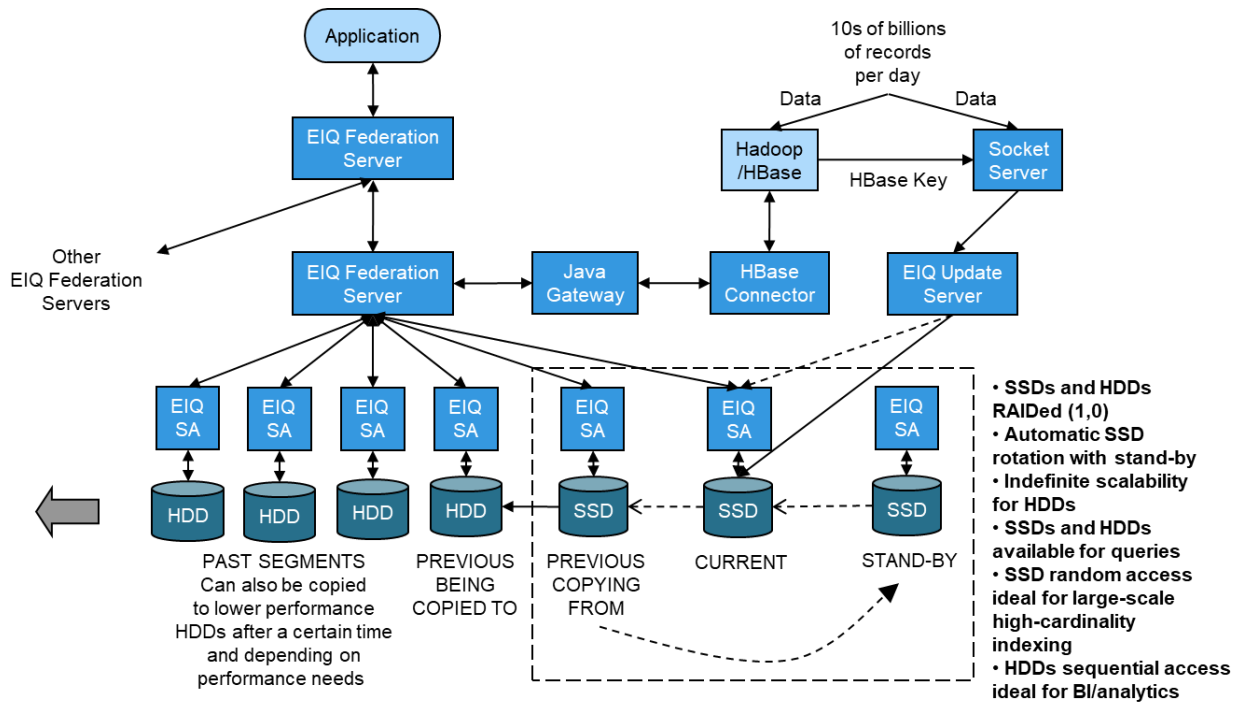 Application
10s of billions
of records
per day
Data
Data
EIQ Federation
Server
Hadoop
/HBase
HBase Key
Socket
Server
Other
EIQ Federation
Servers
EIQ Federation
Server
Java
Gateway
HBase
Connector
EIQ Update
Server
EIQ
SA
EIQ
SA
EIQ
SA
EIQ
SA
EIQ
SA
EIQ
SA
EIQ
SA
HDD
HDD
HDD
HDD
SSD
SSD
SSD
PAST SEGMENTS
Can also be copied
to lower performance
HDDs after a certain time
and depending on
performance needs
PREVIOUS
BEING
COPIED TO
PREVIOUS
COPYING
FROM
CURRENT
STAND-BY
• SSDs and HDDs
RAIDed (1,0)
• Automatic SSD
rotation with stand-by
• Indefinite scalability
for HDDs
• SSDs and HDDs
available for queries
• SSD random access
ideal for large-scale
high-cardinality
indexing
• HDDs sequential access
ideal for BI/analytics